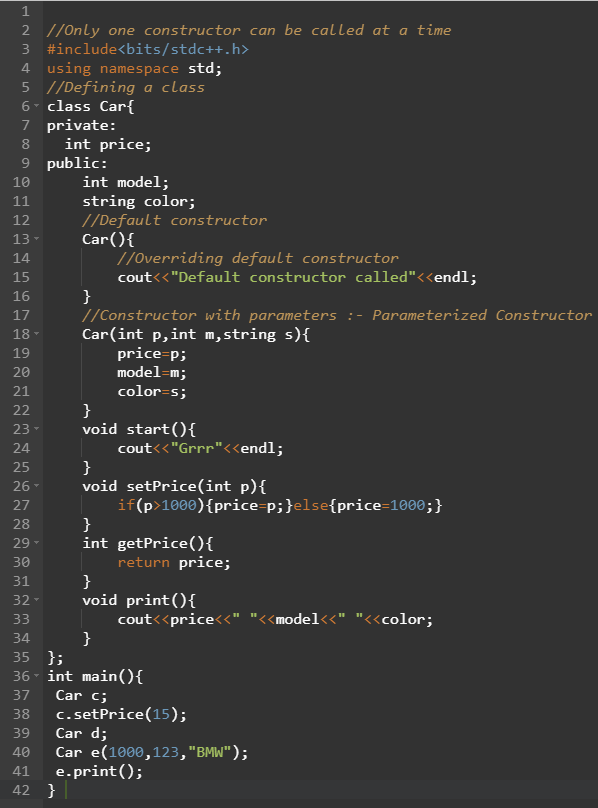 1
2 //Only one constructor can be called at a time
3 #include<bits/stdc++.h>
4 using namespace std;
5 //Defining a class
6 class Car{
7 private:
8   int price;
9 public:
10     int model;
11     string color;
12     //Default constructor
13     Car(){
14         //Overriding default constructor
15         cout<<"Default constructor called"<<endl;
16     }
17     //Constructor with parameters :- Parameterized Constructor
18     Car(int p,int m,string s){
19         price=p;
20         model=m;
21         color=s;
22     }
23     void start(){
24         cout<<"Grrr"<<endl;
25     }
26     void setPrice(int p){
27         if(p>1000){price=p;}else{price=1000;}
28     }
29     int getPrice(){
30         return price;
31     }
32     void print(){
33         cout<<price<<" "<<model<<" "<<color;
34     }
35 };
36 int main(){
37  Car c;
38  c.setPrice(15);
39  Car d;
40  Car e(1000,123,"BMW");
41  e.print();
42 }